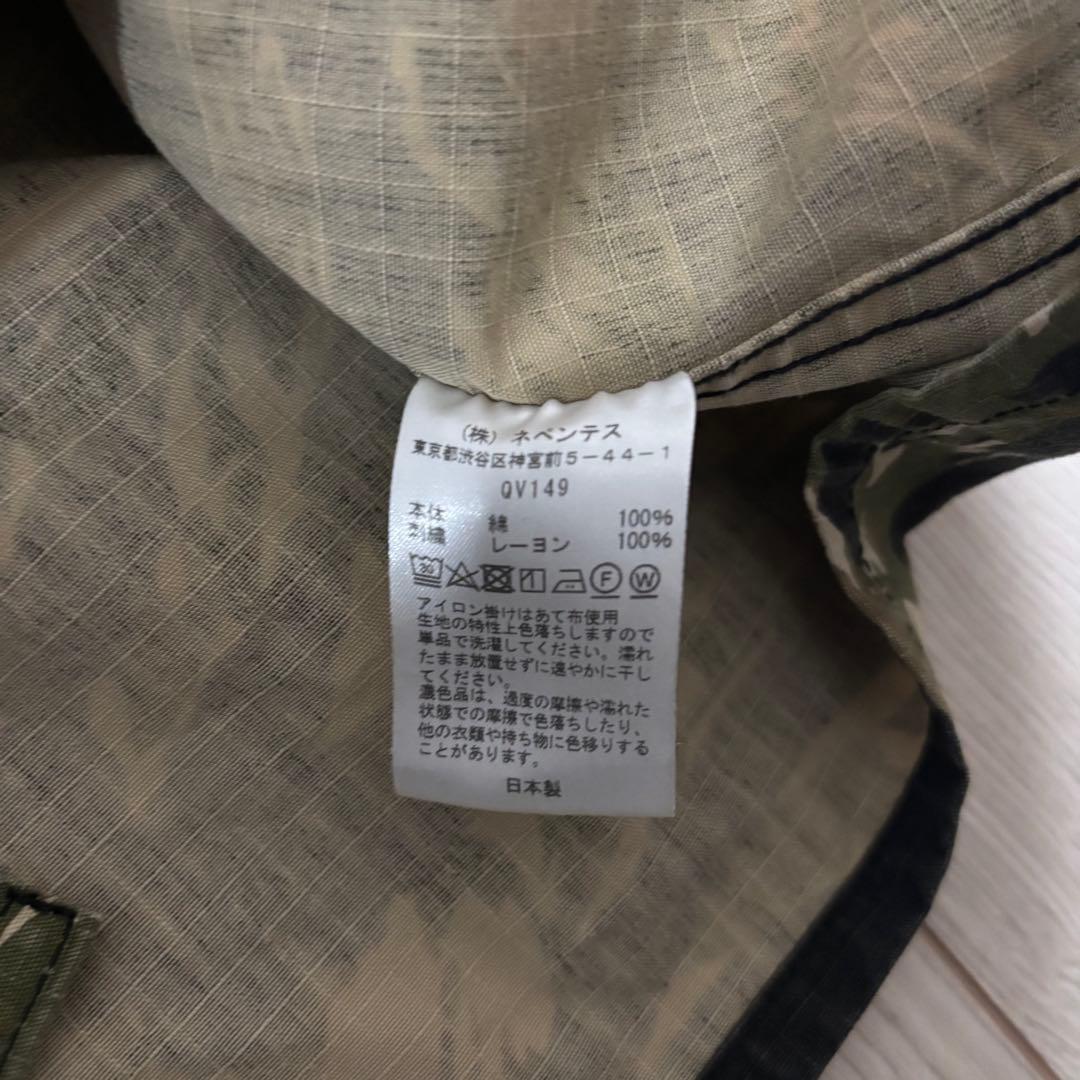 (株) ネペンテス
東京都渋谷区神宮前5-44-1
QV149
本体 綿 100%
刺繍 レーヨン 100%
30 F W
アイロン掛けはあて布使用
生地の特性上色落ちしますので
単品で洗濯してください。濡れ
たまま放置せずに速やかに干し
てください。
濃色品は、過度の摩擦や濡れた
状態での摩擦で色落ちしたり、
他の衣類や持ち物に色移りする
ことがあります。
日本製